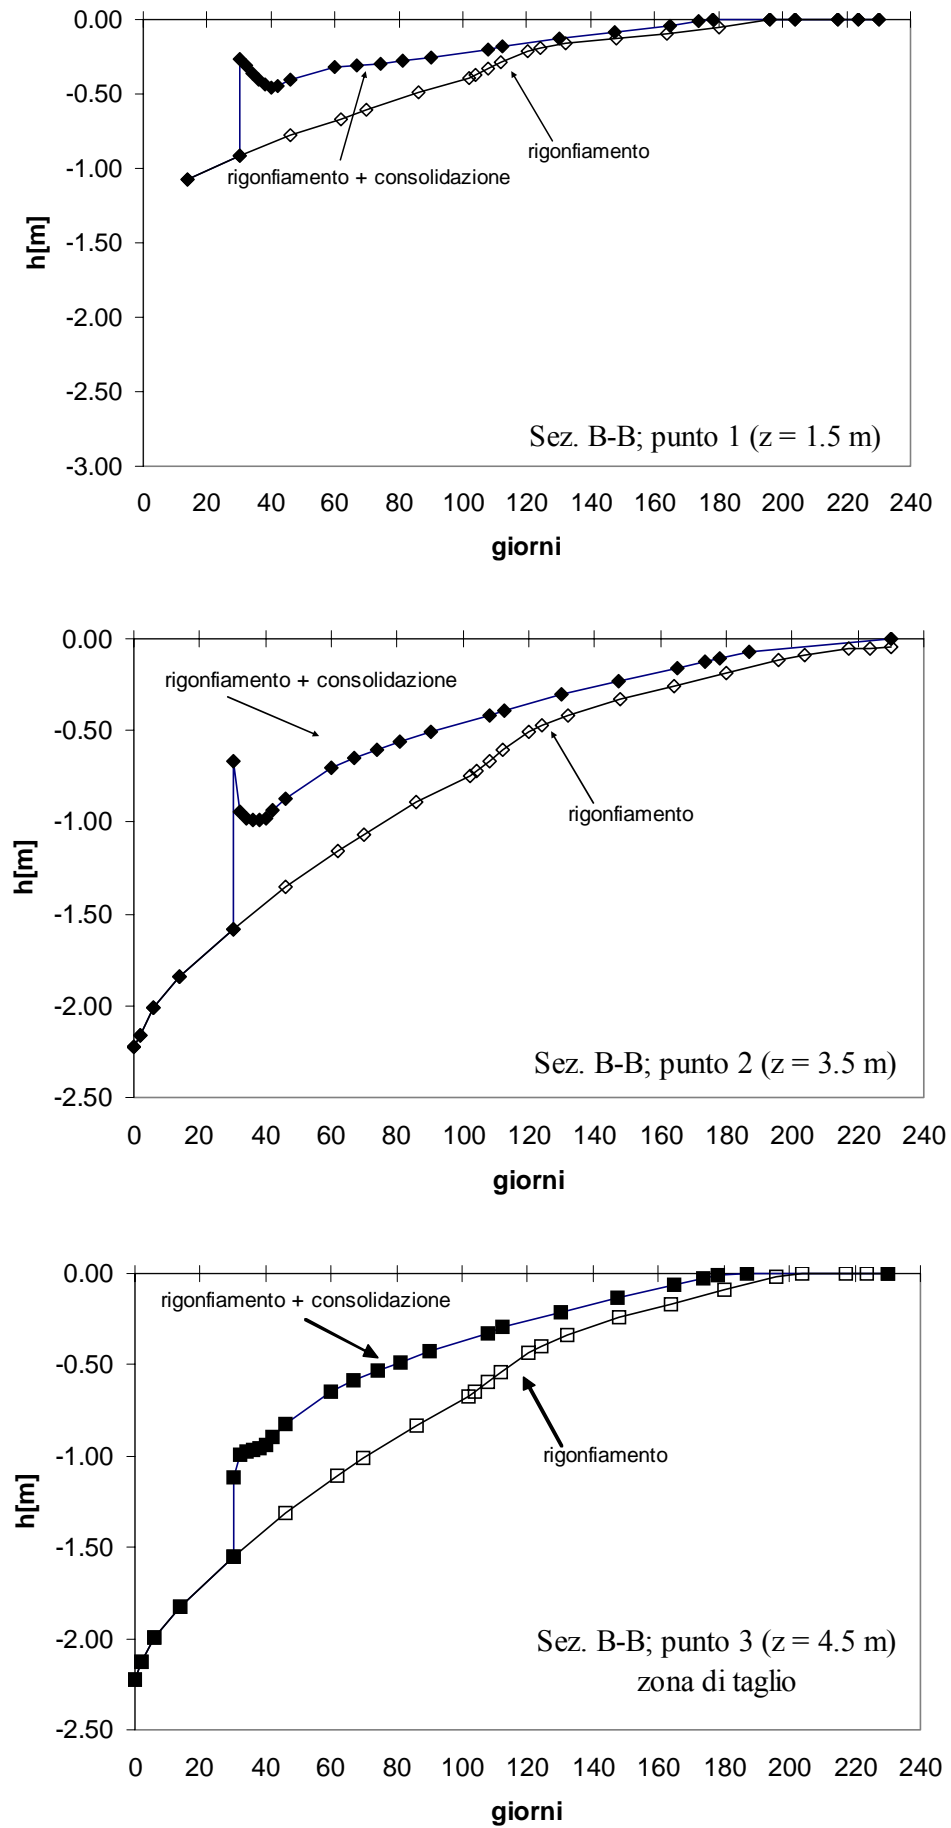 0.00
-0.50
-1.00
-1.50
-2.00
-2.50
-3.00
h[m]
rigonfiamento
rigonfiamento + consolidazione
Sez. B-B; punto 1 (z = 1.5 m)
0 20 40 60 80 100 120 140 160 180 200 220 240
giorni
0.00
-0.50
-1.00
-1.50
-2.00
-2.50
h[m]
rigonfiamento + consolidazione
rigonfiamento
Sez. B-B; punto 2 (z = 3.5 m)
0 20 40 60 80 100 120 140 160 180 200 220 240
giorni
0.00
-0.50
-1.00
-1.50
-2.00
-2.50
h[m]
rigonfiamento + consolidazione
rigonfiamento
Sez. B-B; punto 3 (z = 4.5 m)
zona di taglio
0 20 40 60 80 100 120 140 160 180 200 220 240
giorni